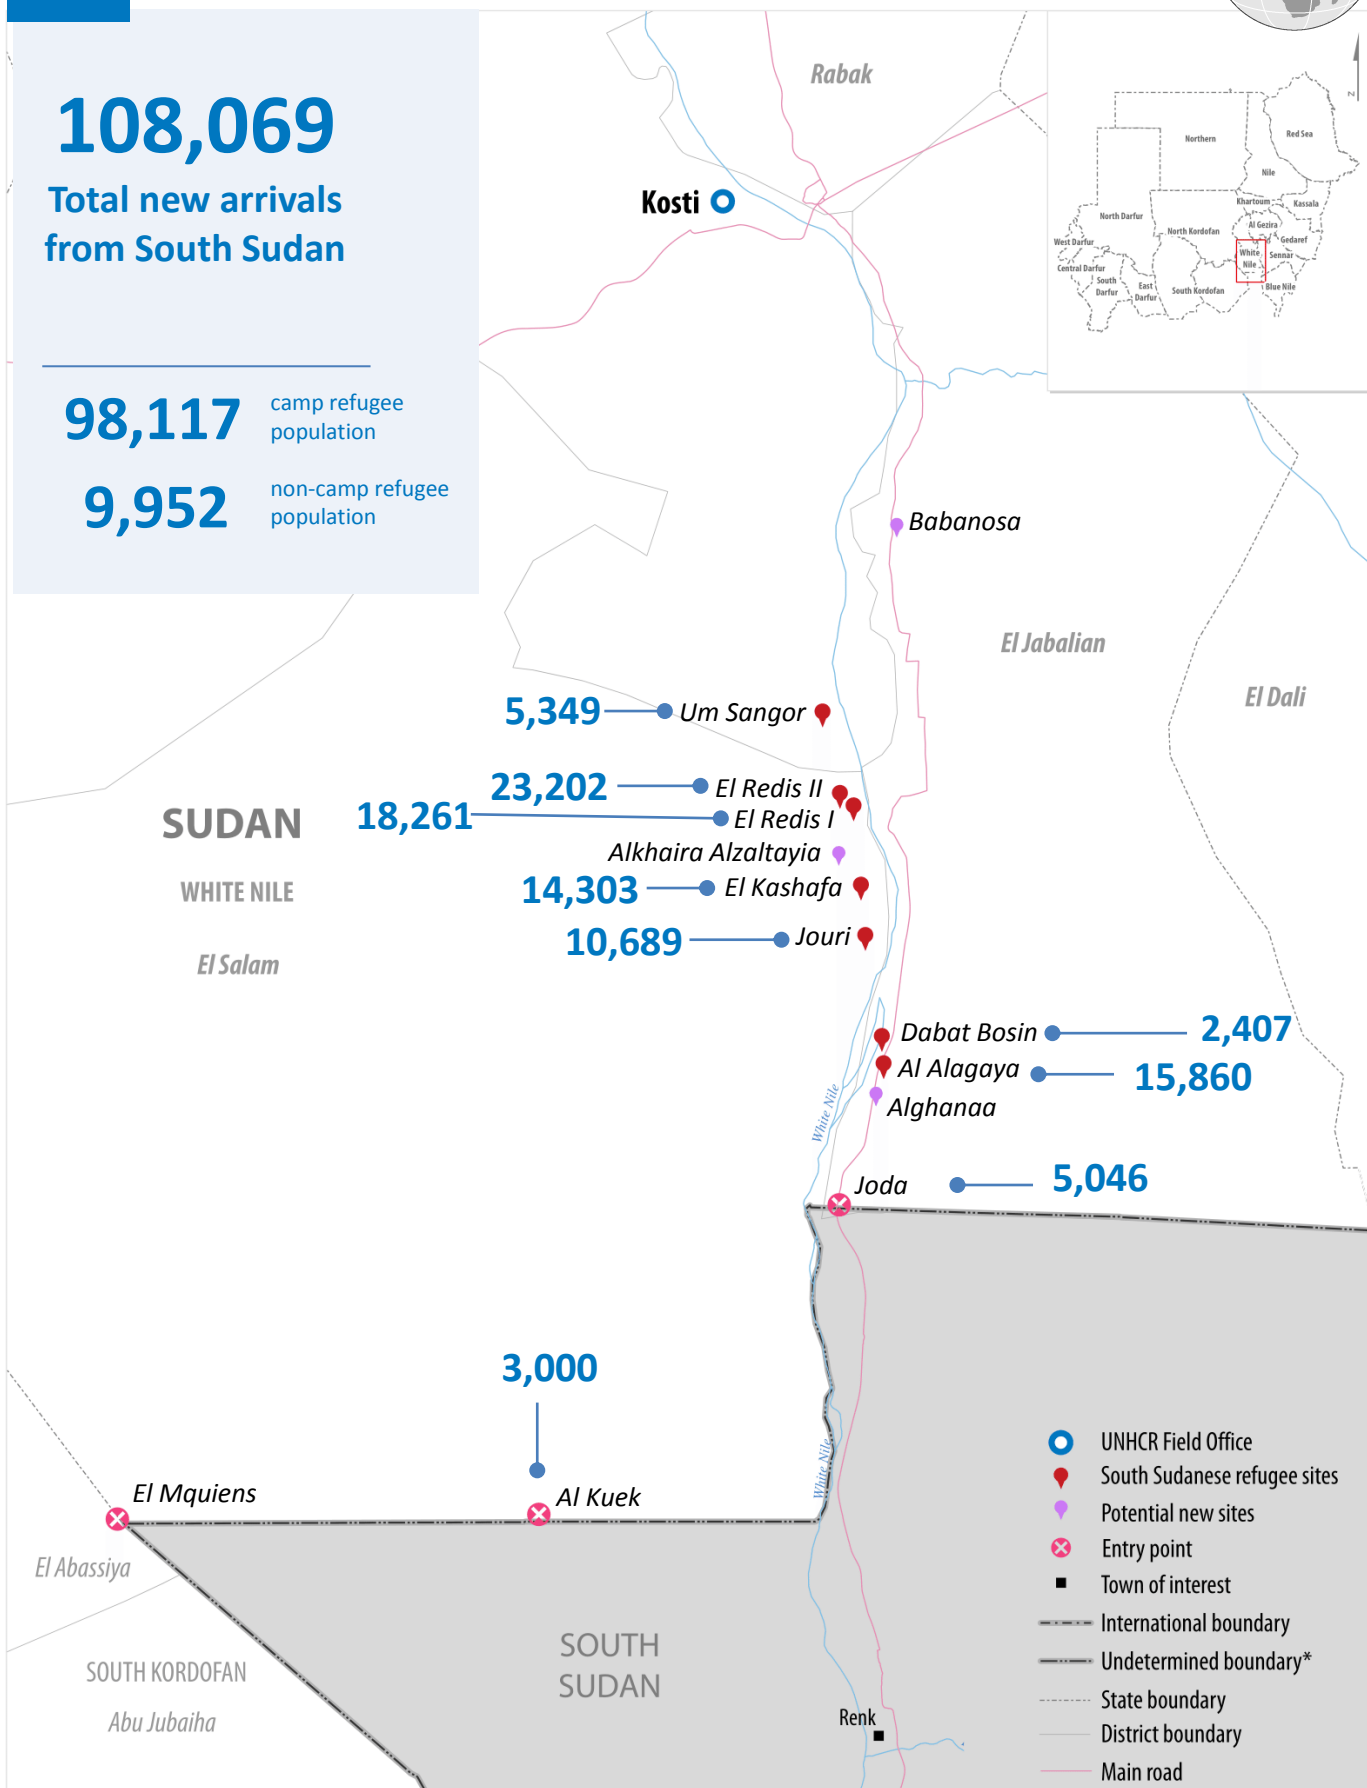 108,069
Total new arrivals
from South Sudan
98,117
camp refugee
population
9,952
non-camp refugee
population
Rabak
Kosti
N
Northern
Red Sea
Nile
Khartoum
Kassala
North Darfur
Al Gezira
North Kordofan
Gedaref
West Darfur
White
Nile
Sennar
Central Darfur
South
Darfur
East
Darfur
South Kordofan
Blue Nile
Babanosa
El Jabalian
El Dali
5,349
Um Sangor
23,202
El Redis II
18,261
El Redis I
SUDAN
Alkhaira Alzaltayia
WHITE NILE
14,303
El Kashafa
10,689
Jouri
El Salam
Dabat Bosin
2,407
Al Alagaya
15,860
Alghanaa
White Nile
Joda
5,046
3,000
White Nile
El Mquiens
Al Kuek
El Abassiya
SOUTH
SUDAN
SOUTH KORDOFAN
Abu Jubaiha
Renk
UNHCR Field Office
South Sudanese refugee sites
Potential new sites
Entry point
Town of interest
International boundary
Undetermined boundary*
State boundary
District boundary
Main road